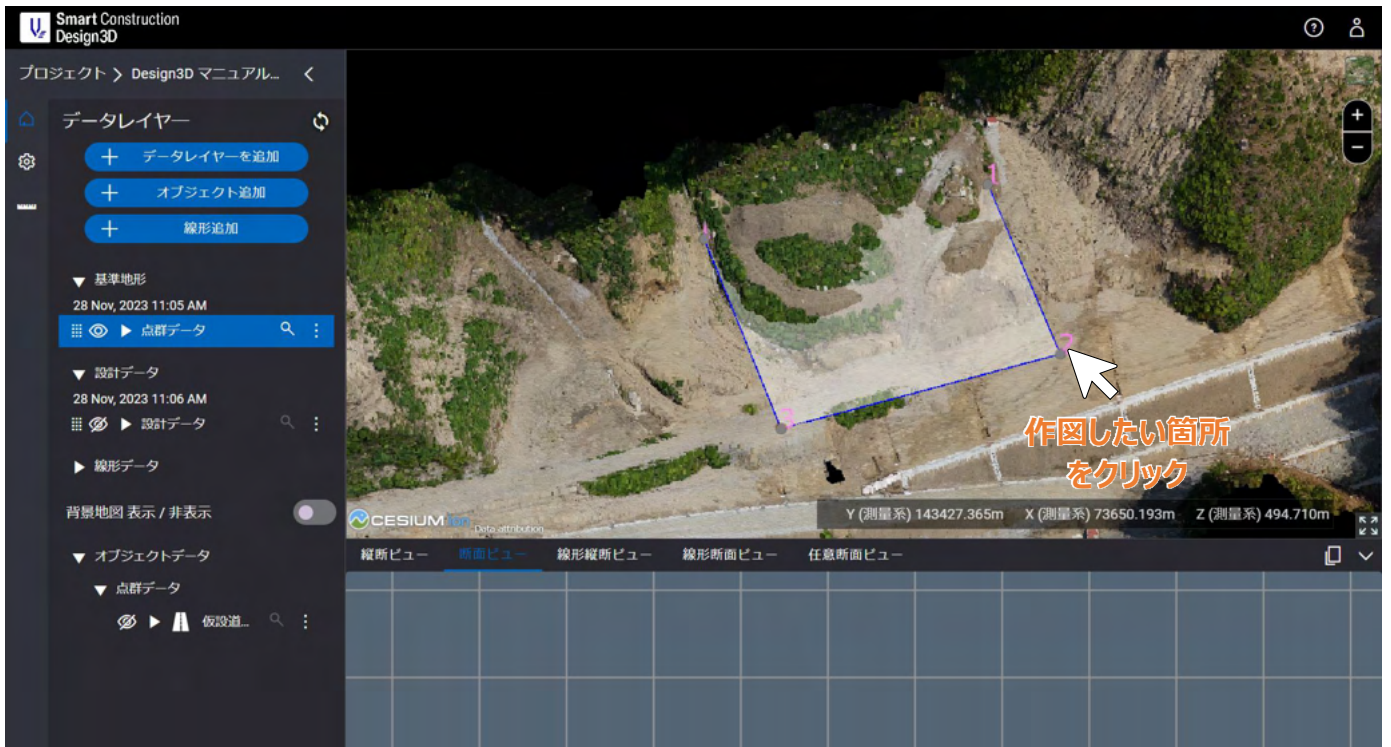 Smart Construction
Design3D
プロジェクト > Design3D マニュアル...
データレイヤー
+ データレイヤーを追加
+ オブジェクト追加
+ 線形追加
基準地形
28 Nov, 2023 11:05 AM
点群データ
設計データ
28 Nov, 2023 11:06 AM
設計データ
線形データ
背景地図 表示 / 非表示
オブジェクトデータ
点群データ
仮設道...
1
2
3
作図したい箇所
をクリック
CESIUM ion
Data attribution
Y (測量系) 143427.365m X (測量系) 73650.193m Z (測量系) 494.710m
縦断ビュー 断面ビュー 線形縦断ビュー 線形断面ビュー 任意断面ビュー